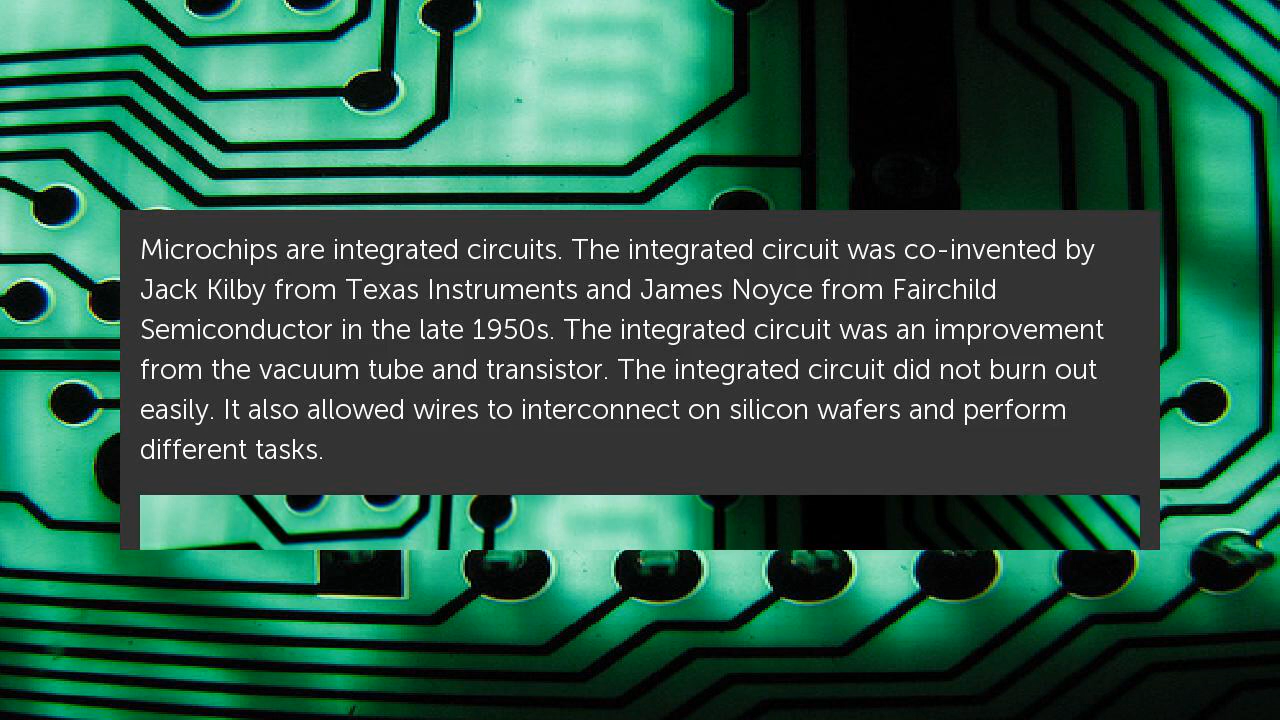 Microchips are integrated circuits. The integrated circuit was co-invented by
Jack Kilby from Texas Instruments and James Noyce from Fairchild
Semiconductor in the late 1950s. The integrated circuit was an improvement
from the vacuum tube and transistor. The integrated circuit did not burn out
easily. It also allowed wires to interconnect on silicon wafers and perform
different tasks.